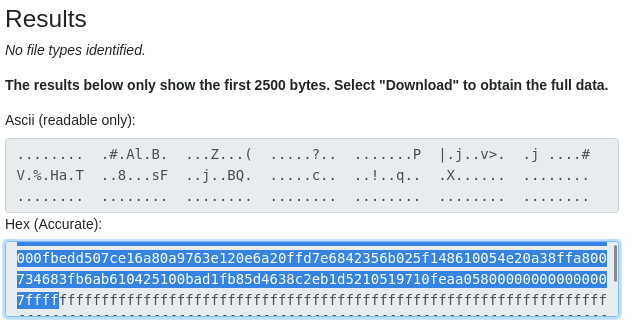 Results
No file types identified.
The results below only show the first 2500 bytes. Select "Download" to obtain the full data.
Ascii (readable only):
........ .#.Al.B. ...Z...( .....?.. .......P |.j..v>. .j ....#
V.%.Ha.T ..8...sF ..j..BQ. .....c.. ..!..q.. .X...... ........
........ ........ ........ ........ ........ ........ ........
Hex (Accurate):
000fbedd507ce16a80a9763e120e6a20ffd7e6842356b025f148610054e20a38ffa800
734683fb6ab610425100bad1fb85d4638c2eb1d5210519710feaa05800000000000000
7fffffffffffffffffffffffffffffffffffffffffffffffffffffffffffffffffffff